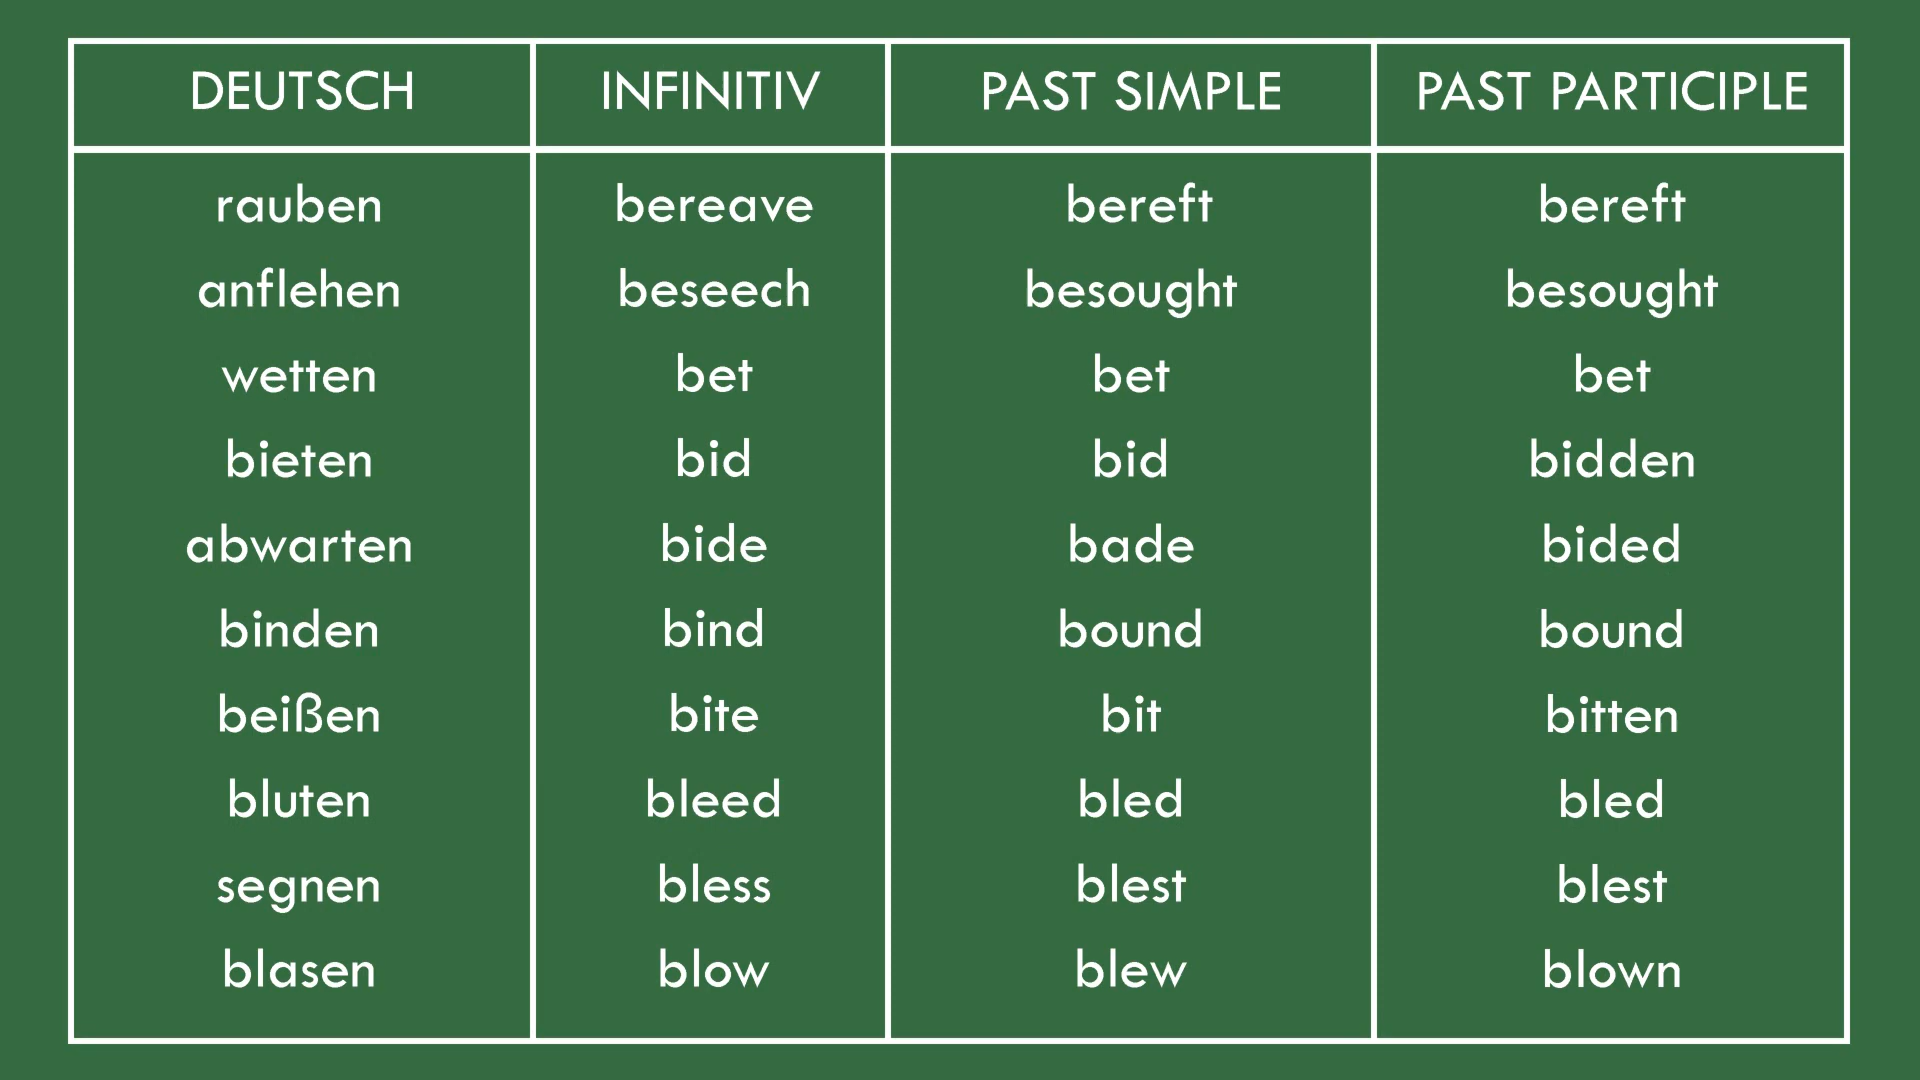 DEUTSCH INFINITIV PAST SIMPLE PAST PARTICIPLE
rauben bereave bereft bereft
anflehen beseech besought besought
wetten bet bet bet
bieten bid bid bidden
abwarten bide bade bided
binden bind bound bound
beißen bite bit bitten
bluten bleed bled bled
segnen bless blest blest
blasen blow blew blown